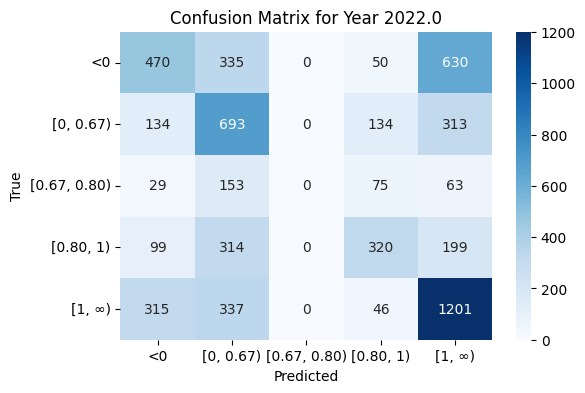 Confusion Matrix for Year 2022.0
True
<0 470 335 0 50 630
[0, 0.67) 134 693 0 134 313
[0.67, 0.80) 29 153 0 75 63
[0.80, 1) 99 314 0 320 199
[1, ∞) 315 337 0 46 1201
<0 [0, 0.67) [0.67, 0.80) [0.80, 1) [1, ∞)
Predicted
1200
1000
800
600
400
200
0